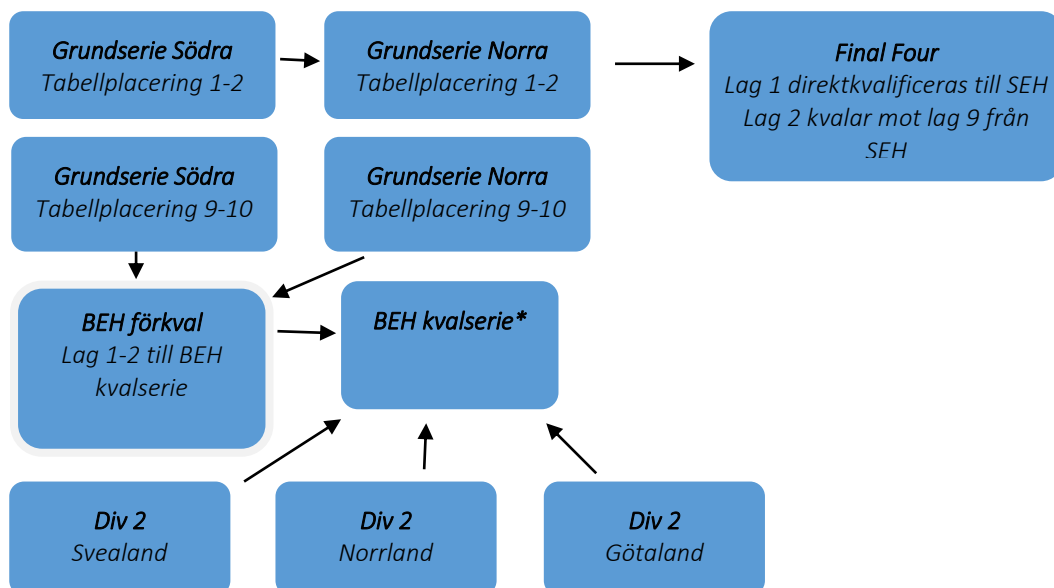 Grundserie Södra
Tabellplacering 1-2
Grundserie Norra
Tabellplacering 1-2
Final Four
Lag 1 direktkvalificeras till SEH
Lag 2 kvalar mot lag 9 från
SEH
Grundserie Södra
Tabellplacering 9-10
Grundserie Norra
Tabellplacering 9-10
BEH förkval
Lag 1-2 till BEH
kvalserie
BEH kvalserie*
Div 2
Svealand
Div 2
Norrland
Div 2
Götaland